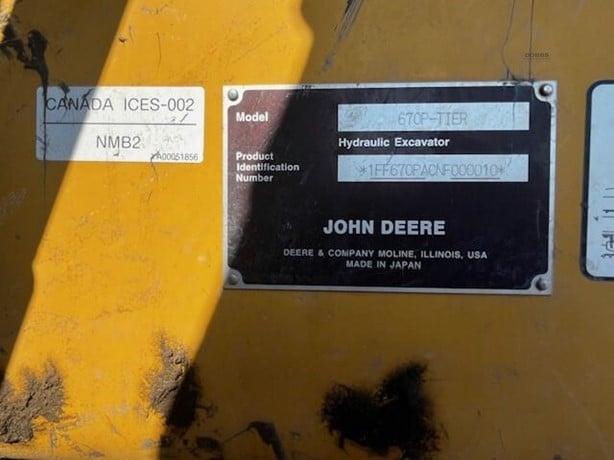 CANADA ICES-002
NMB2
YA00051856
Model 670P-TIER
Hydraulic Excavator
Product
Identification
Number
*1FF670PACNF000010*
JOHN DEERE
DEERE & COMPANY MOLINE, ILLINOIS, USA
MADE IN JAPAN